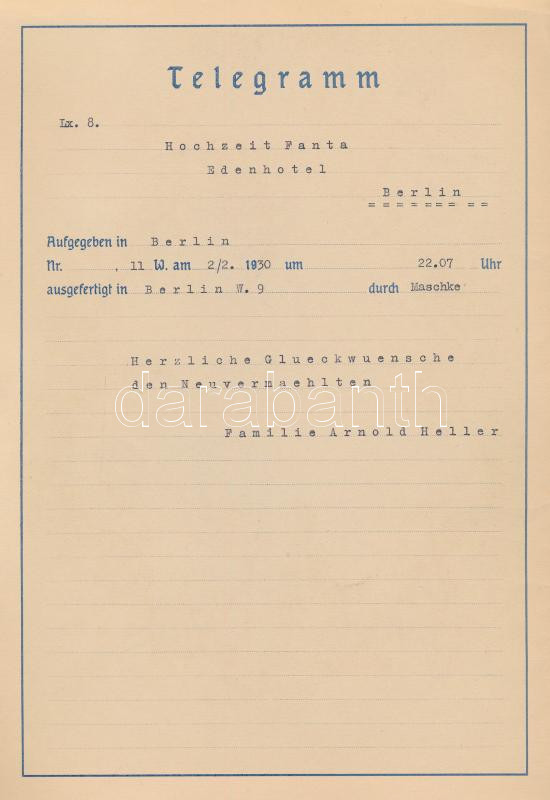 Telegramm
Lx. 8.
Hochzeit Fanta
Edenhotel
Berlin
========
Aufgegeben in Berlin
Nr. , 11 W. am 2/2. 1930 um 22.07 Uhr
ausgefertigt in Berlin W. 9 durch Maschke
Herzliche Glueckwuensche
den Neuvermaehlten
darabanth
Familie Arnold Heller